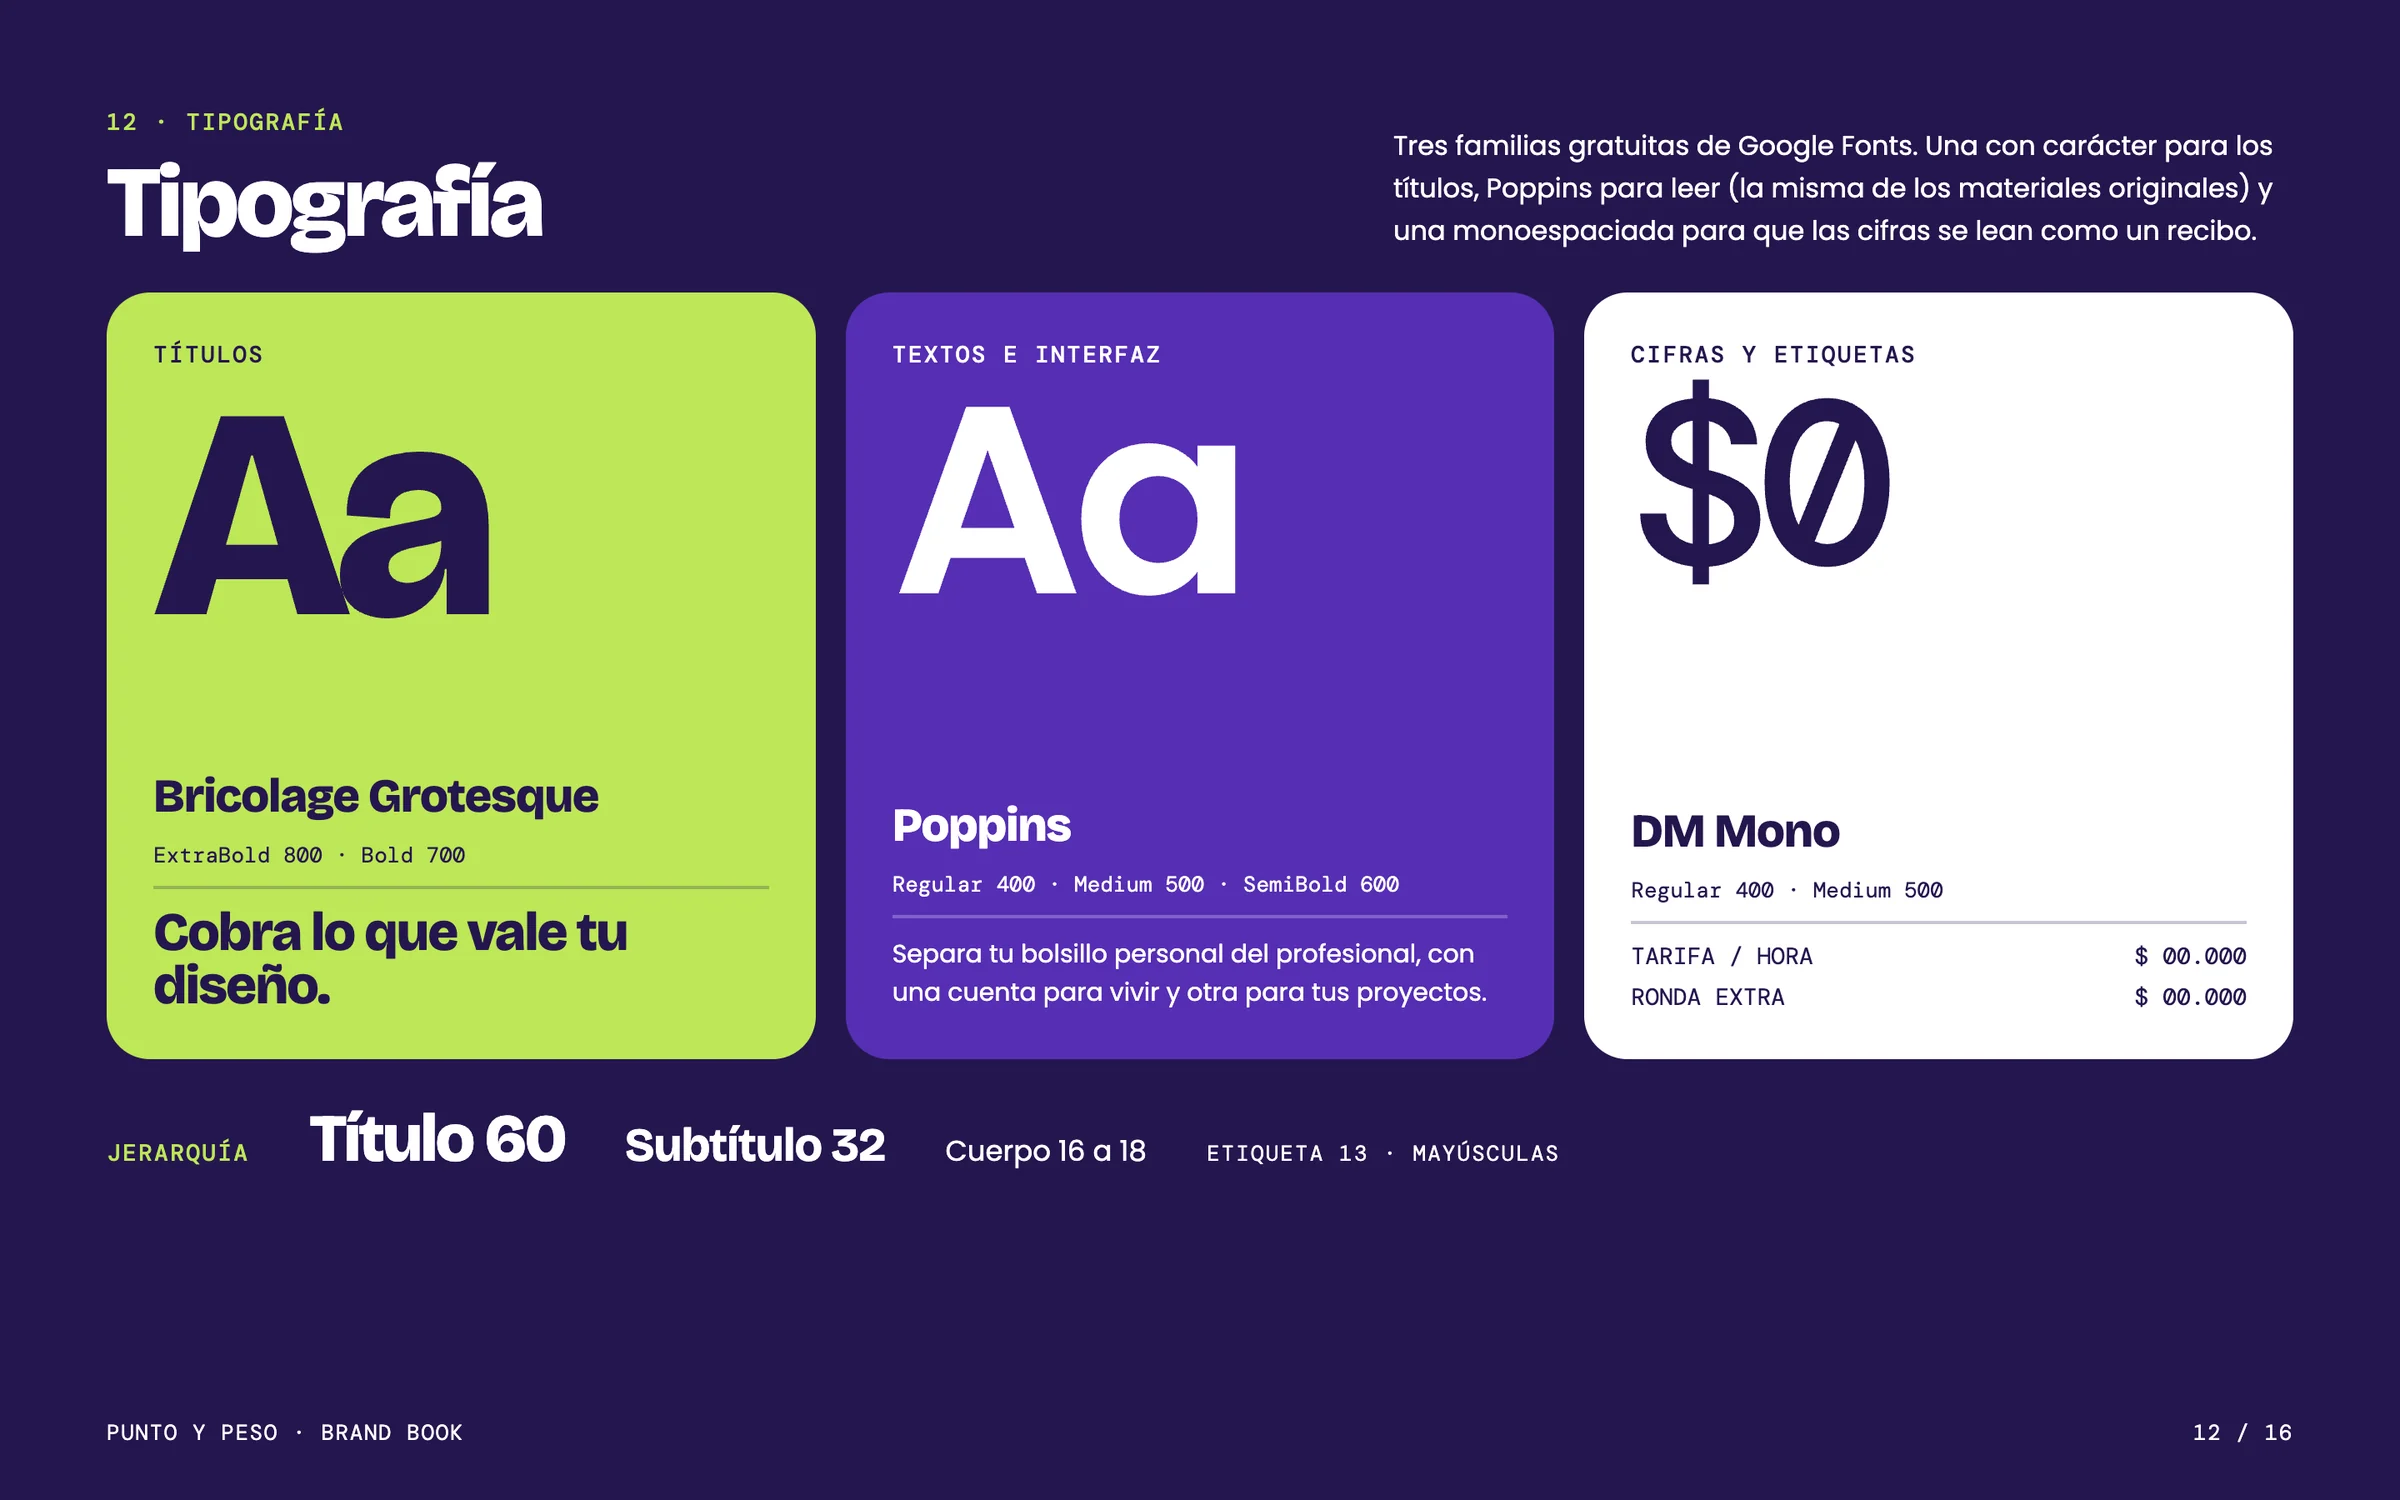 12 · TIPOGRAFÍA
Tipografía
Tres familias gratuitas de Google Fonts. Una con carácter para los
títulos, Poppins para leer (la misma de los materiales originales) y
una monoespaciada para que las cifras se lean como un recibo.
TÍTULOS
Aa
Bricolage Grotesque
ExtraBold 800 · Bold 700
Cobra lo que vale tu
diseño.
TEXTOS E INTERFAZ
Aa
Poppins
Regular 400 · Medium 500 · SemiBold 600
Separa tu bolsillo personal del profesional, con
una cuenta para vivir y otra para tus proyectos.
CIFRAS Y ETIQUETAS
$0
DM Mono
Regular 400 · Medium 500
TARIFA / HORA $ 00.000
RONDA EXTRA $ 00.000
JERARQUÍA Título 60 Subtítulo 32 Cuerpo 16 a 18 ETIQUETA 13 · MAYÚSCULAS
PUNTO Y PESO · BRAND BOOK 12 / 16